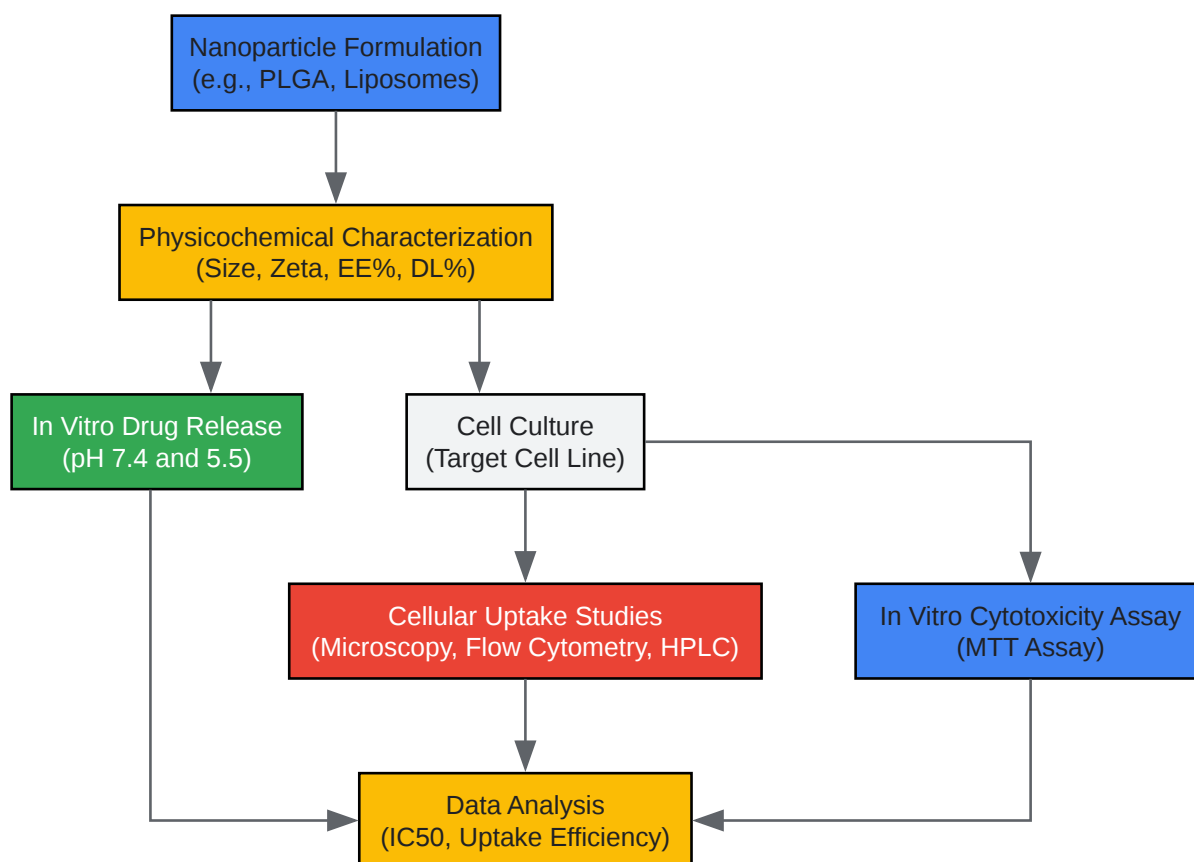 Nanoparticle Formulation
(e.g., PLGA, Liposomes)
Physicochemical Characterization
(Size, Zeta, EE%, DL%)
In Vitro Drug Release
(pH 7.4 and 5.5)
Cell Culture
(Target Cell Line)
Cellular Uptake Studies
(Microscopy, Flow Cytometry, HPLC)
In Vitro Cytotoxicity Assay
(MTT Assay)
Data Analysis
(IC50, Uptake Efficiency)